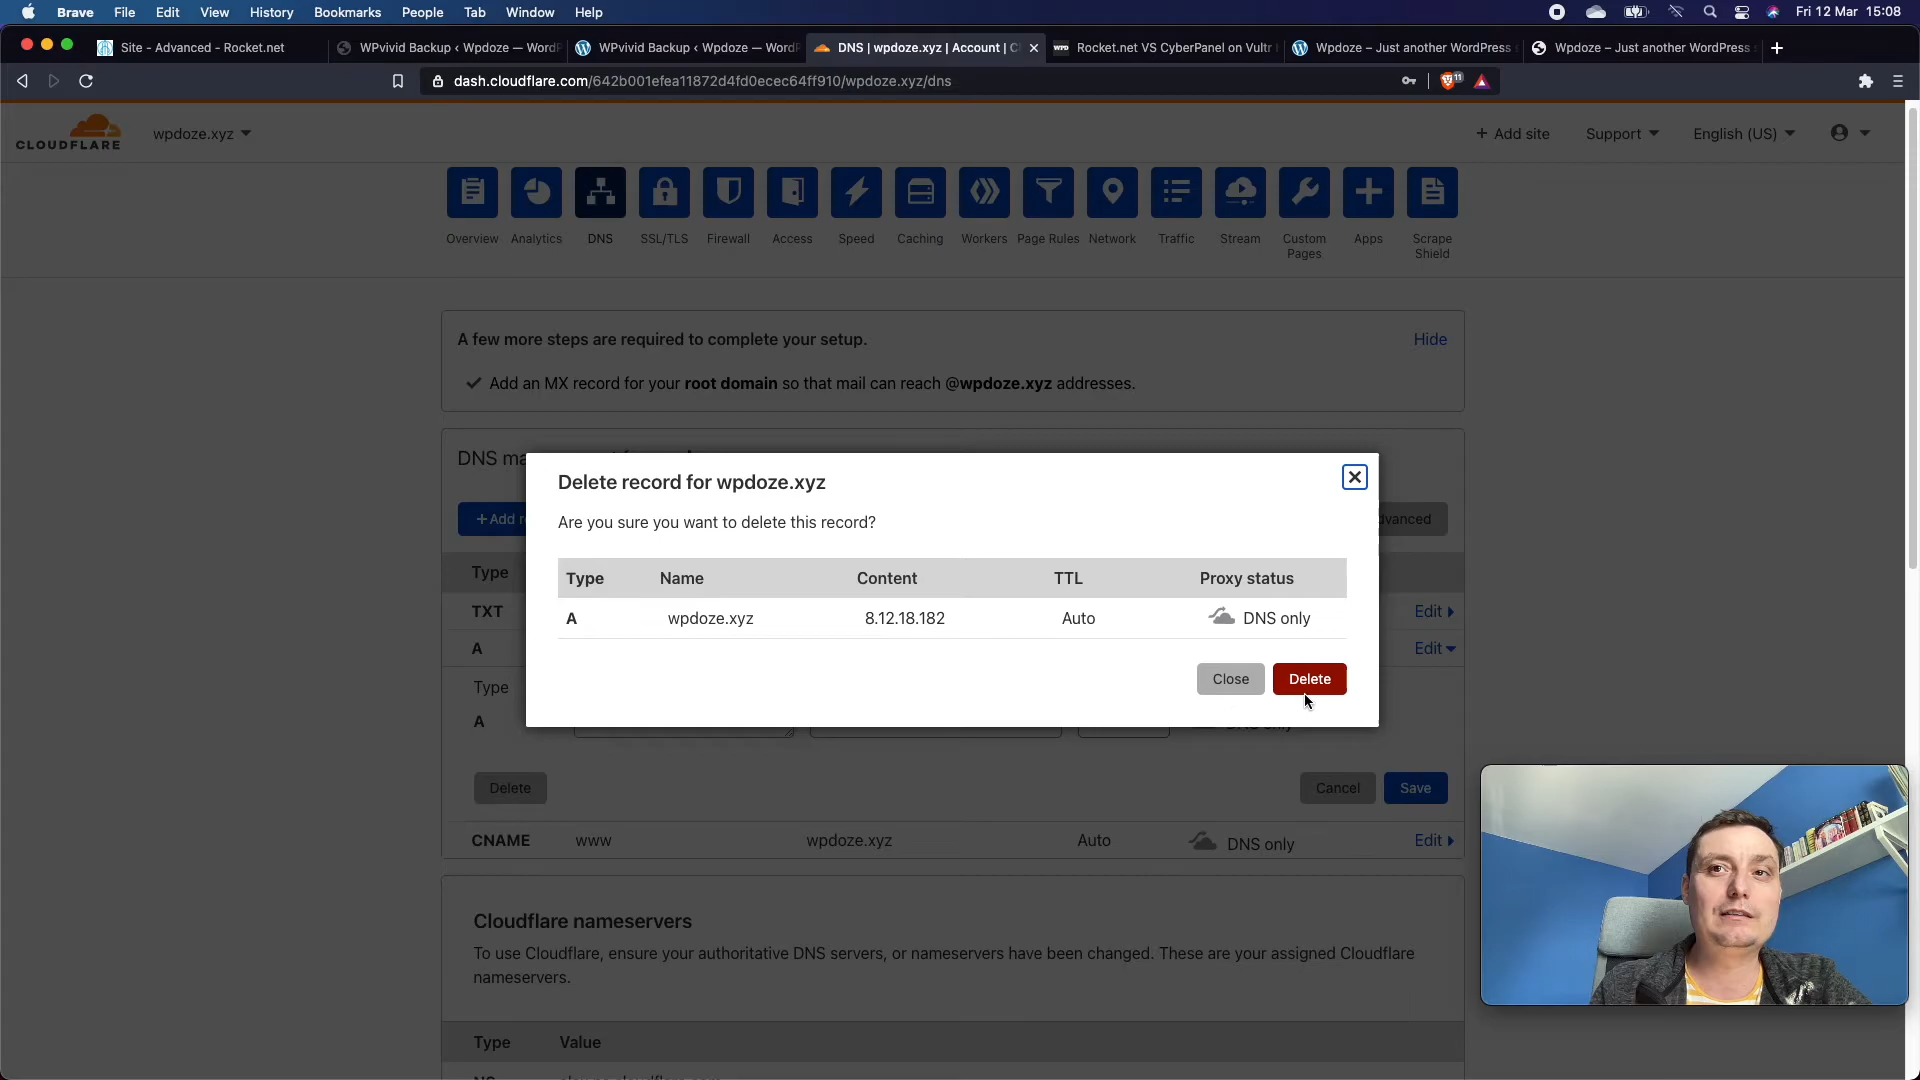 Brave File Edit View History Bookmarks People Tab Window Help Fri 12 Mar 15:08
Site - Advanced - Rocket.net WPvivid Backup ‹ Wpdoze — WordP WPvivid Backup ‹ Wpdoze — WordP DNS | wpdoze.xyz | Account | C Rocket.net VS CyberPanel on Vultr Wpdoze – Just another WordPress Wpdoze – Just another WordPress
dash.cloudflare.com/642b001efea11872d4fd0ecec64ff910/wpdoze.xyz/dns 11
CLOUDFLARE wpdoze.xyz Add site Support English (US)
Overview Analytics DNS SSL/TLS Firewall Access Speed Caching Workers Page Rules Network Traffic Stream Custom Pages Apps Scrape Shield
A few more steps are required to complete your setup. Hide
Add an MX record for your root domain so that mail can reach @wpdoze.xyz addresses.
DNS ma
Delete record for wpdoze.xyz
Are you sure you want to delete this record?
+Add r dvanced
Type
Type Name Content TTL Proxy status
TXT Edit
A wpdoze.xyz 8.12.18.182 Auto DNS only
A Edit
Close Delete
Type
A
Delete Cancel Save
CNAME www wpdoze.xyz Auto DNS only Edit
Cloudflare nameservers
To use Cloudflare, ensure your authoritative DNS servers, or nameservers have been changed. These are your assigned Cloudflare
nameservers.
Type Value